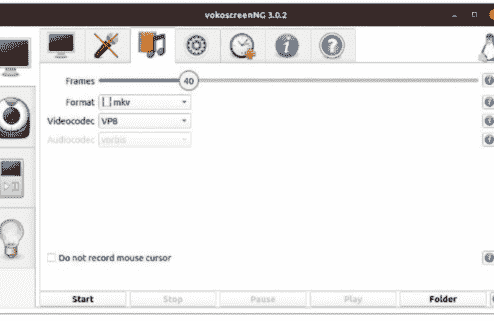 vokoscreenNG 3.0.2
Frames 40
Format mkv
Videocodec VP8
Audiocodec vorbis
Do not record mouse cursor
Start Stop Pause Play Folder